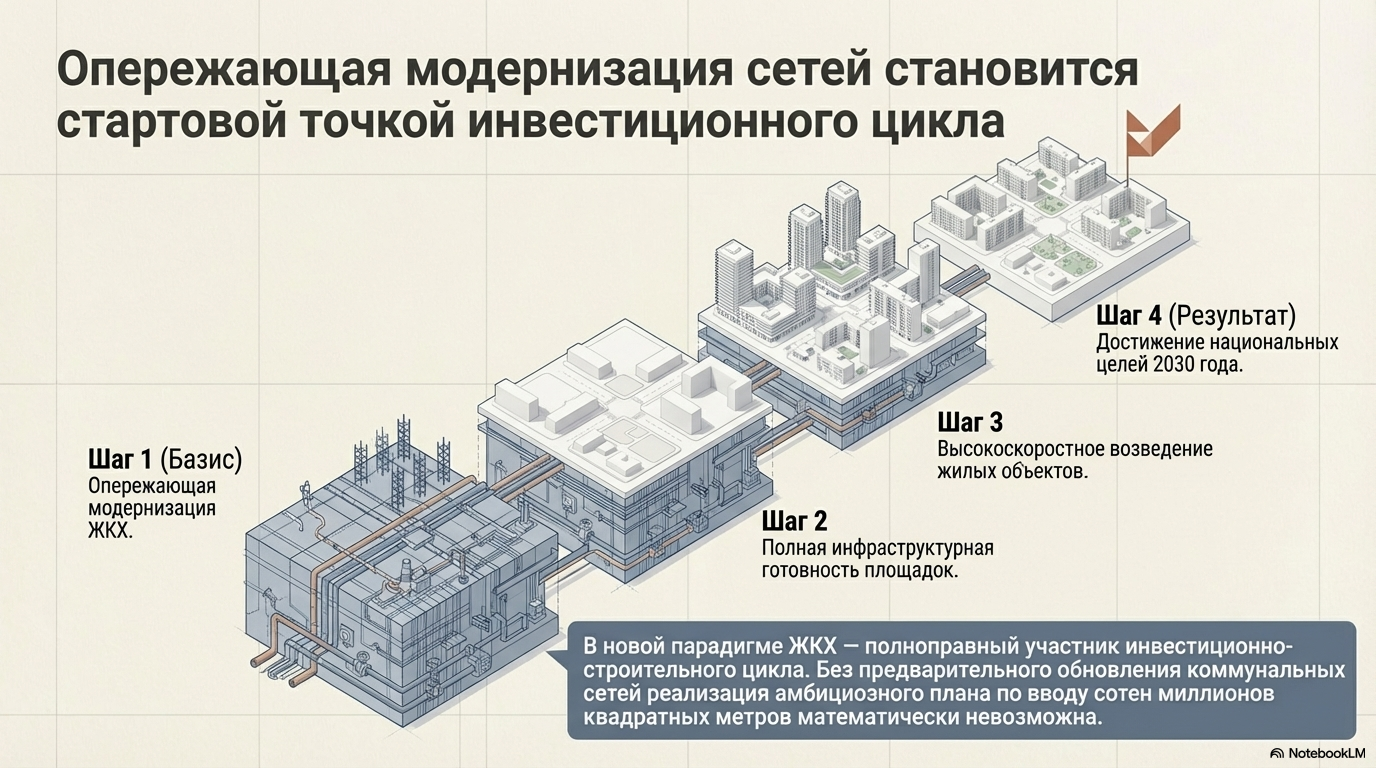 Опережающая модернизация сетей становится
стартовой точкой инвестиционного цикла
Шаг 1 (Базис)
Опережающая
модернизация
ЖКХ.
Шаг 2
Полная инфраструктурная
готовность площадок.
Шаг 3
Высокоскоростное возведение
жилых объектов.
Шаг 4 (Результат)
Достижение национальных
целей 2030 года.
В новой парадигме ЖКХ — полноправный участник инвестиционно-
строительного цикла. Без предварительного обновления коммунальных
сетей реализация амбициозного плана по вводу сотен миллионов
квадратных метров математически невозможна.
NotebookLM